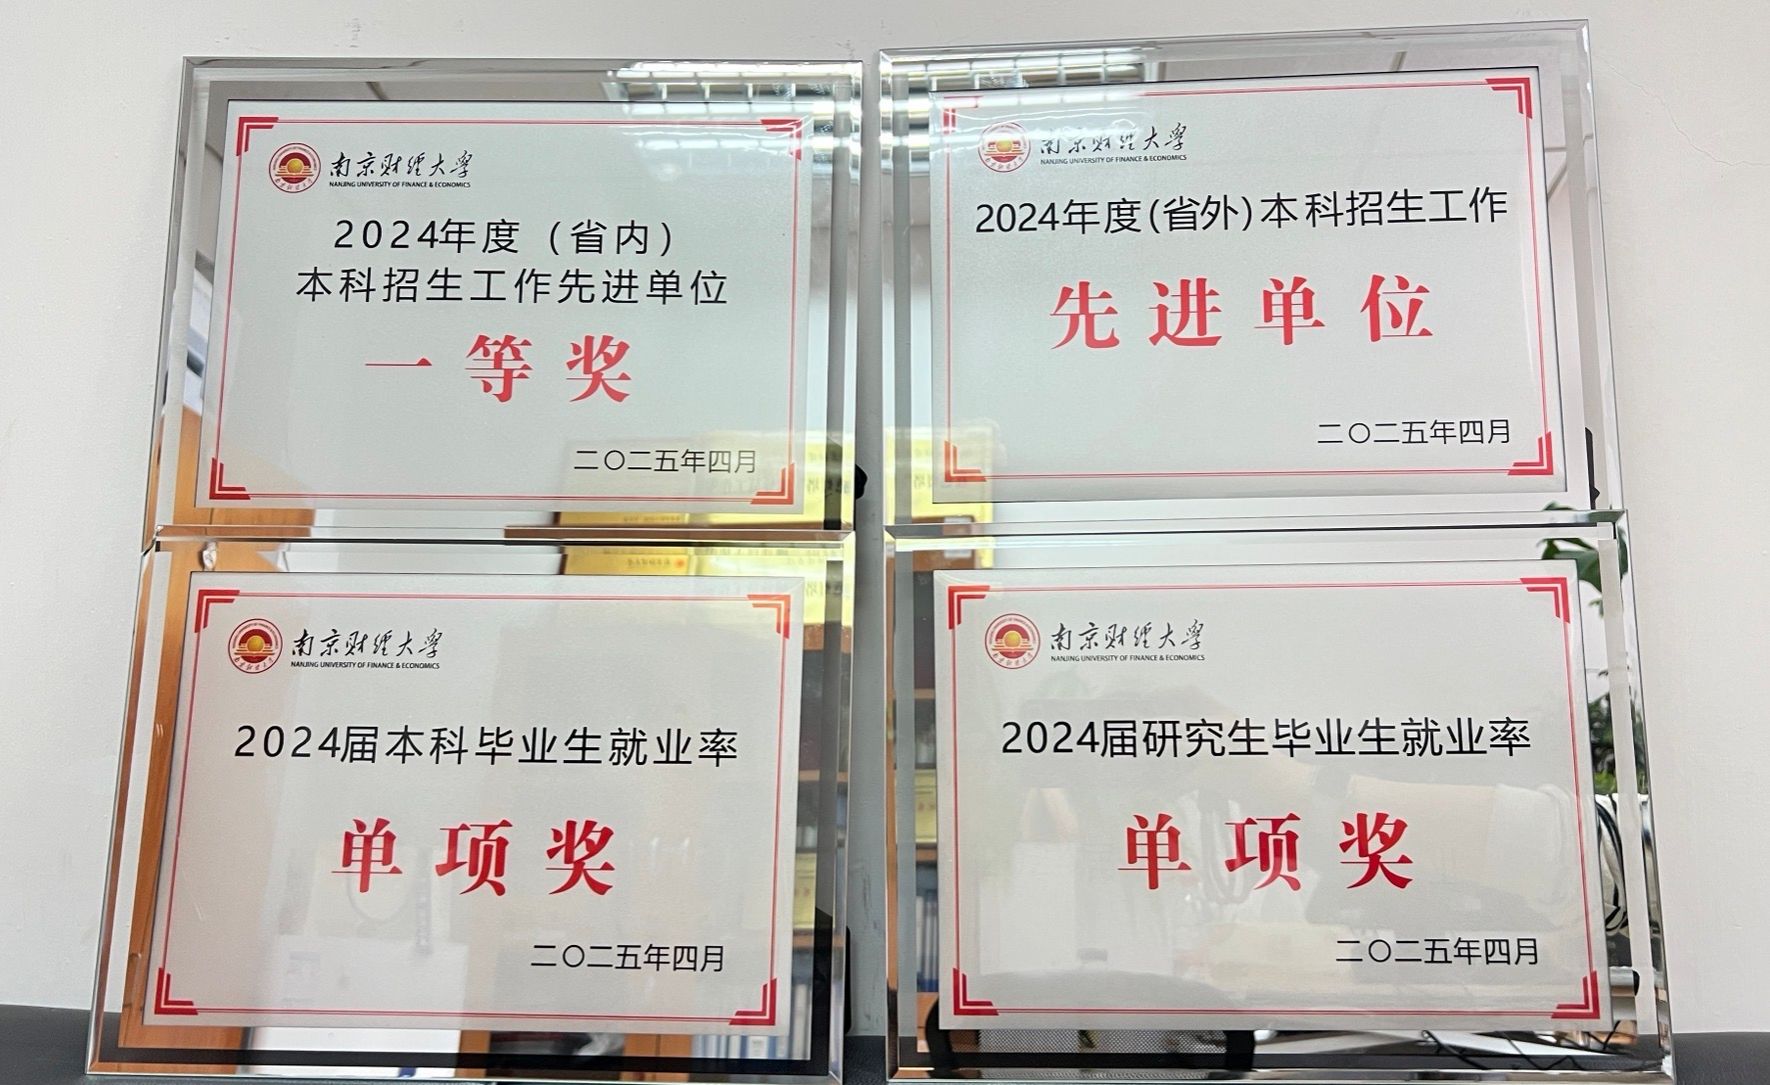 南京财经大学
NANJING UNIVERSITY OF FINANCE & ECONOMICS
2024年度（省内）
本科招生工作先进单位
一等奖
二〇二五年四月
南京财经大学
NANJING UNIVERSITY OF FINANCE & ECONOMICS
2024年度(省外)本科招生工作
先进单位
二〇二五年四月
南京财经大学
NANJING UNIVERSITY OF FINANCE & ECONOMICS
2024届本科毕业生就业率
单项奖
二〇二五年四月
南京财经大学
NANJING UNIVERSITY OF FINANCE & ECONOMICS
2024届研究生毕业生就业率
单项奖
二〇二五年四月